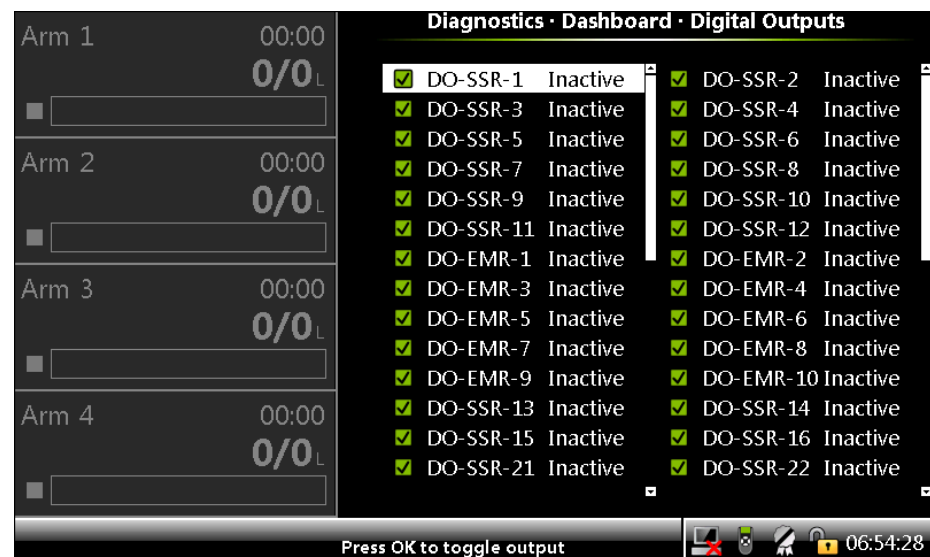 Diagnostics · Dashboard · Digital Outputs
Arm 1 00:00
0/0 L
Arm 2 00:00
0/0 L
Arm 3 00:00
0/0 L
Arm 4 00:00
0/0 L
DO-SSR-1 Inactive DO-SSR-2 Inactive
DO-SSR-3 Inactive DO-SSR-4 Inactive
DO-SSR-5 Inactive DO-SSR-6 Inactive
DO-SSR-7 Inactive DO-SSR-8 Inactive
DO-SSR-9 Inactive DO-SSR-10 Inactive
DO-SSR-11 Inactive DO-SSR-12 Inactive
DO-EMR-1 Inactive DO-EMR-2 Inactive
DO-EMR-3 Inactive DO-EMR-4 Inactive
DO-EMR-5 Inactive DO-EMR-6 Inactive
DO-EMR-7 Inactive DO-EMR-8 Inactive
DO-EMR-9 Inactive DO-EMR-10 Inactive
DO-SSR-13 Inactive DO-SSR-14 Inactive
DO-SSR-15 Inactive DO-SSR-16 Inactive
DO-SSR-21 Inactive DO-SSR-22 Inactive
Press OK to toggle output
06:54:28